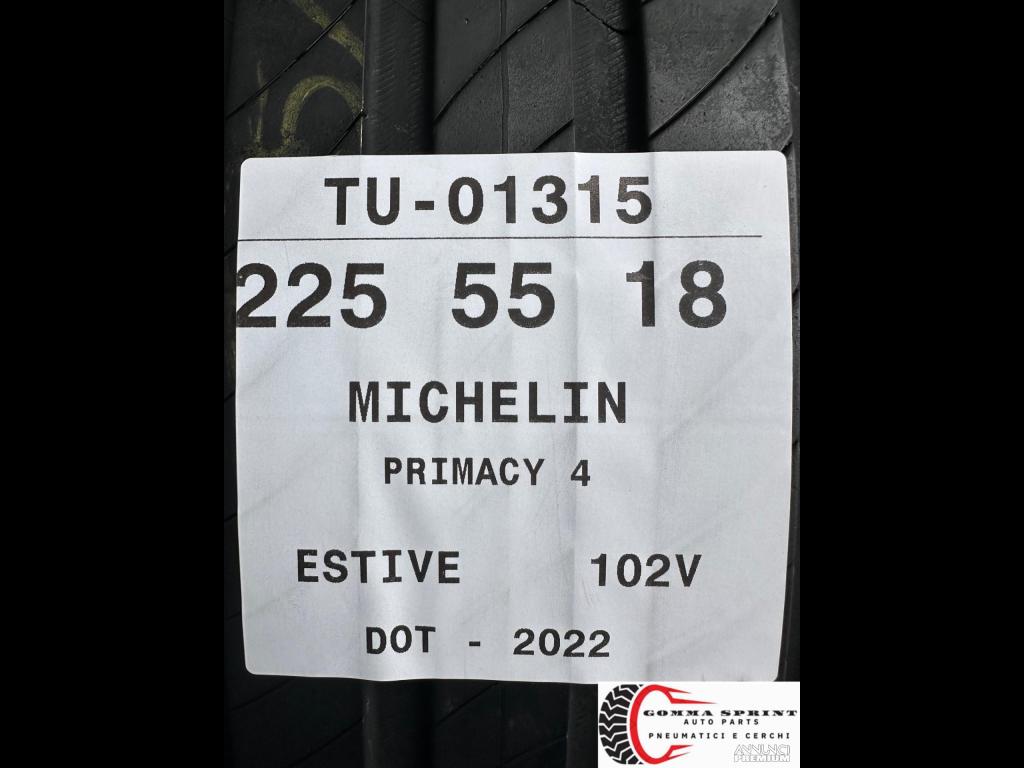 TU-01315
225 55 18
MICHELIN
PRIMACY 4
ESTIVE 102V
DOT - 2022
GOMMA SPRINT
AUTO PARTS
PNEUMATICI E CERCHI
ANNUNCI
PREMIUM